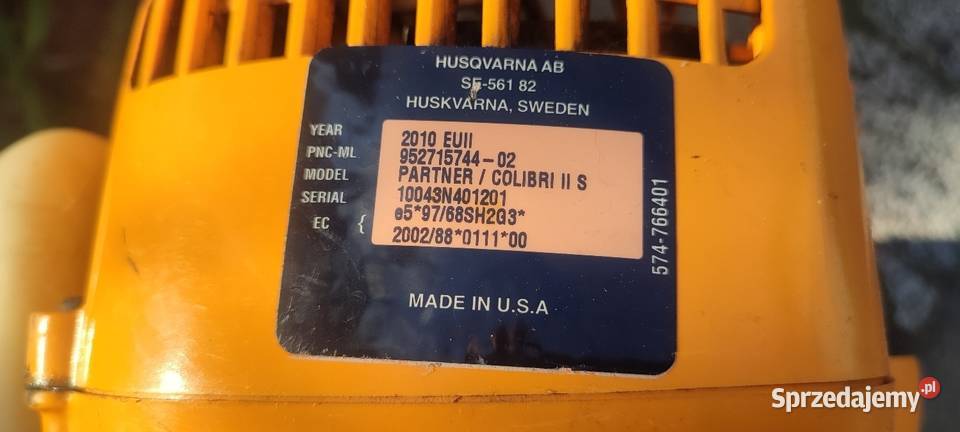 HUSQVARNA AB
SE-561 82
HUSKVARNA, SWEDEN
YEAR 2010 EUII
PNC-ML 952715744-02
MODEL PARTNER / COLIBRI II S
SERIAL 10043N401201
EC { e5*97/68SH2G3*
2002/88*0111*00
574-766401
MADE IN U.S.A
Sprzedajemy.pl